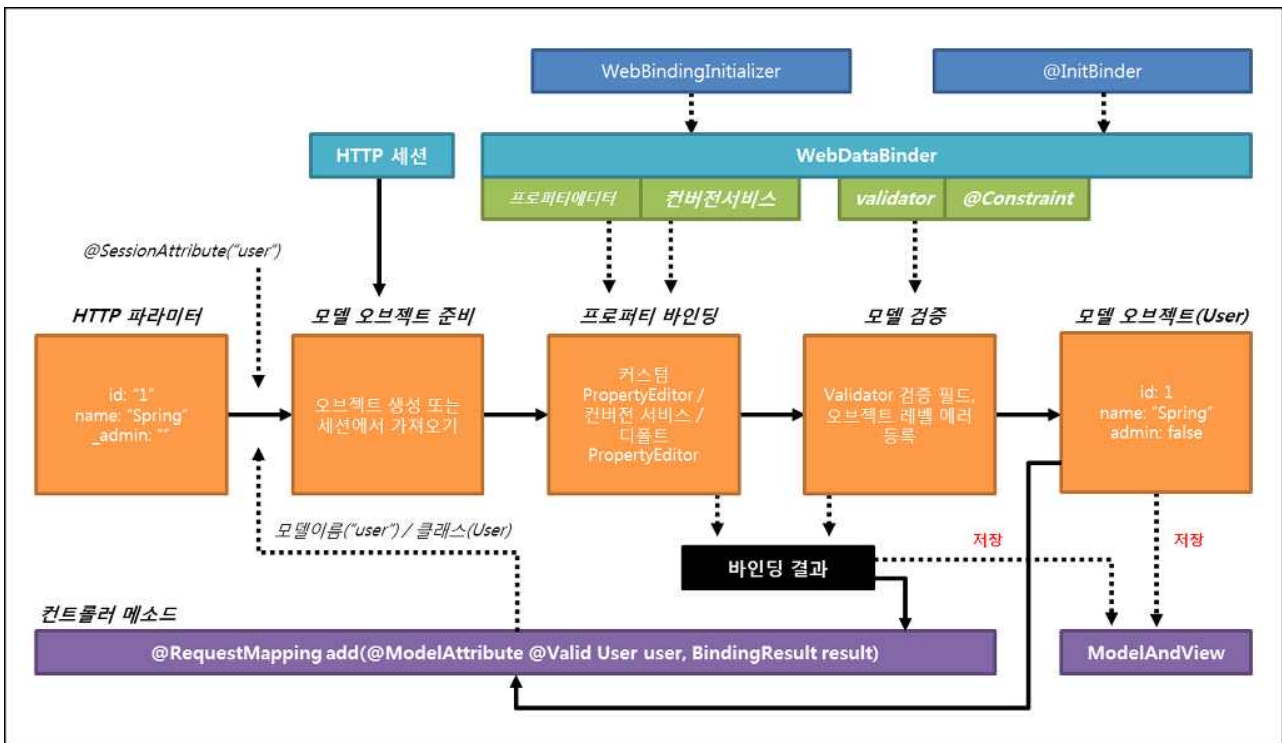 WebBindingInitializer
@InitBinder
HTTP 세션
WebDataBinder
프로퍼티에디터
컨버전서비스
validator
@Constraint
@SessionAttribute("user")
HTTP 파라미터
모델 오브젝트 준비
프로퍼티 바인딩
모델 검증
모델 오브젝트(User)
id: "1"
name: "Spring"
_admin: ""
오브젝트 생성 또는
세션에서 가져오기
커스텀
PropertyEditor /
컨버전 서비스 /
디폴트
PropertyEditor
Validator 검증 필드,
오브젝트 레벨 에러
등록
id: 1
name: "Spring"
admin: false
모델이름("user") / 클래스(User)
바인딩 결과
저장
저장
컨트롤러 메소드
@RequestMapping add(@ModelAttribute @Valid User user, BindingResult result)
ModelAndView